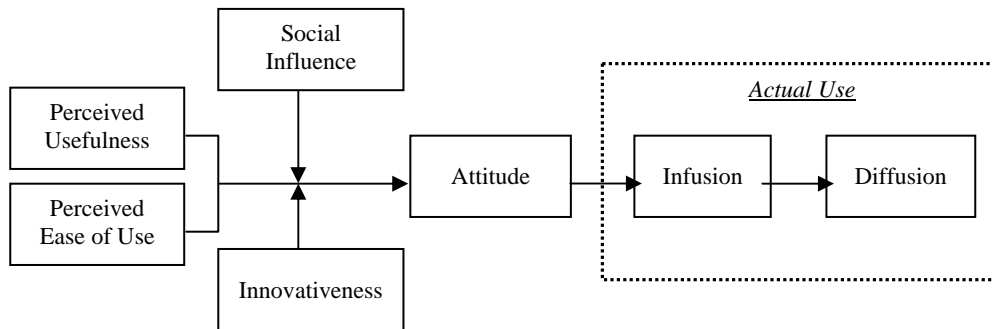 Social
Influence
Actual Use
Perceived
Usefulness
Attitude
Infusion
Diffusion
Perceived
Ease of Use
Innovativeness